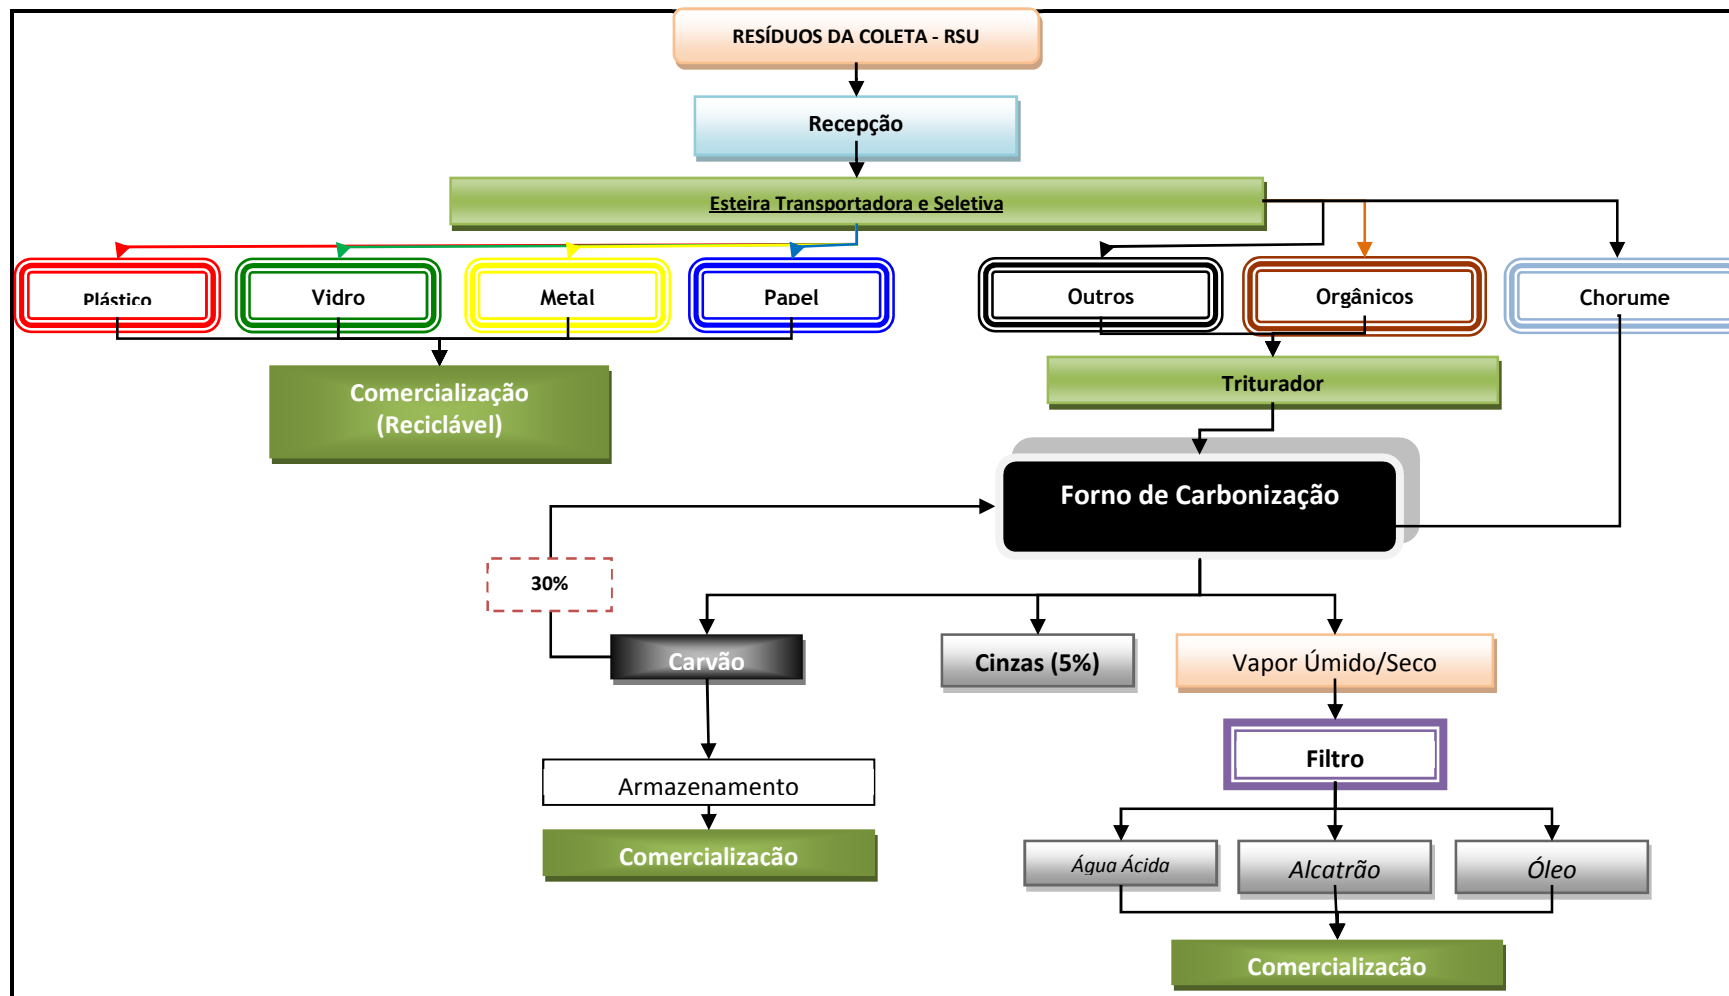 RESÍDUOS DA COLETA - RSU
Recepção
Esteira Transportadora e Seletiva
Plástico
Vidro
Metal
Papel
Outros
Orgânicos
Chorume
Comercialização
(Reciclável)
Triturador
Forno de Carbonização
30%
Carvão
Cinzas (5%)
Vapor Úmido/Seco
Filtro
Armazenamento
Comercialização
Água Ácida
Alcatrão
Óleo
Comercialização